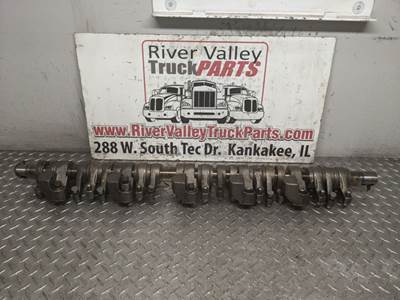 River Valley
TruckPARTS
www.RiverValleyTruckParts.com
288 W. South Tec Dr. Kankakee, IL